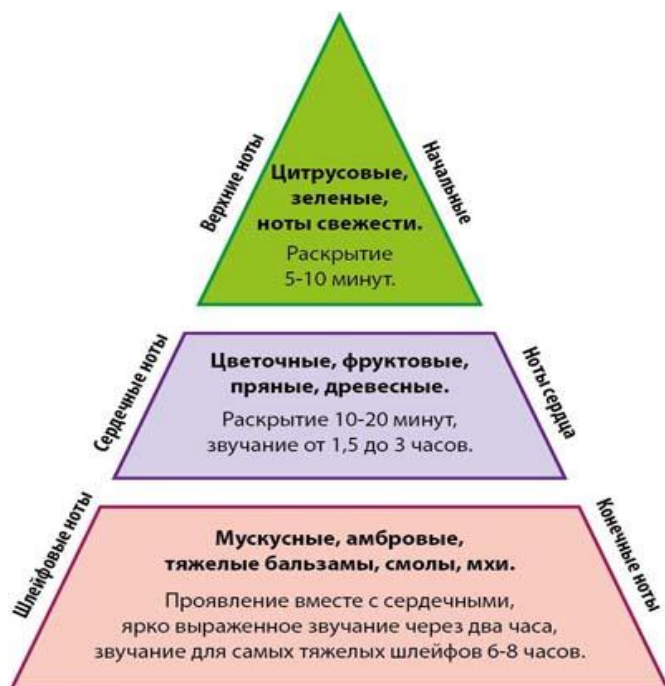 Верхние ноты
Начальные
Цитрусовые,
зеленые,
ноты свежести.
Раскрытие
5-10 минут.
Сердечные ноты
Ноты сердца
Цветочные, фруктовые,
пряные, древесные.
Раскрытие 10-20 минут,
звучание от 1,5 до 3 часов.
Шлейфовые ноты
Конечные ноты
Мускусные, амбровые,
тяжелые бальзамы, смолы, мхи.
Проявление вместе с сердечными,
ярко выраженное звучание через два часа,
звучание для самых тяжелых шлейфов 6-8 часов.